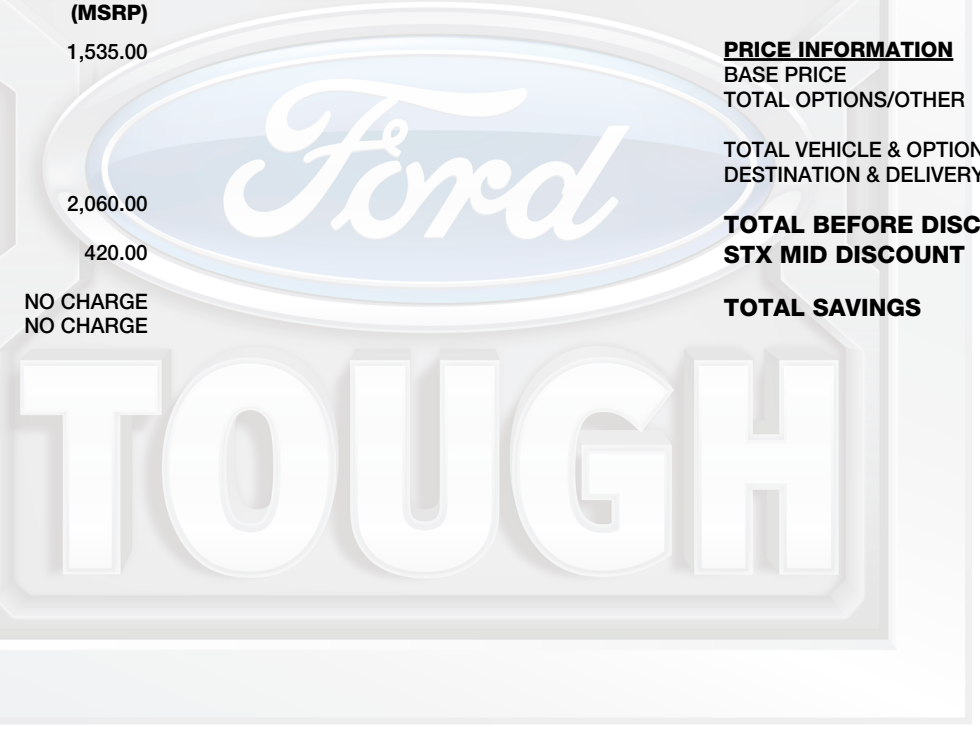 (MSRP)
1,535.00
2,060.00
420.00
NO CHARGE
NO CHARGE
PRICE INFORMATION
BASE PRICE
TOTAL OPTIONS/OTHER
TOTAL VEHICLE & OPTION
DESTINATION & DELIVERY
TOTAL BEFORE DISC
STX MID DISCOUNT
TOTAL SAVINGS
Ford
TOUGH